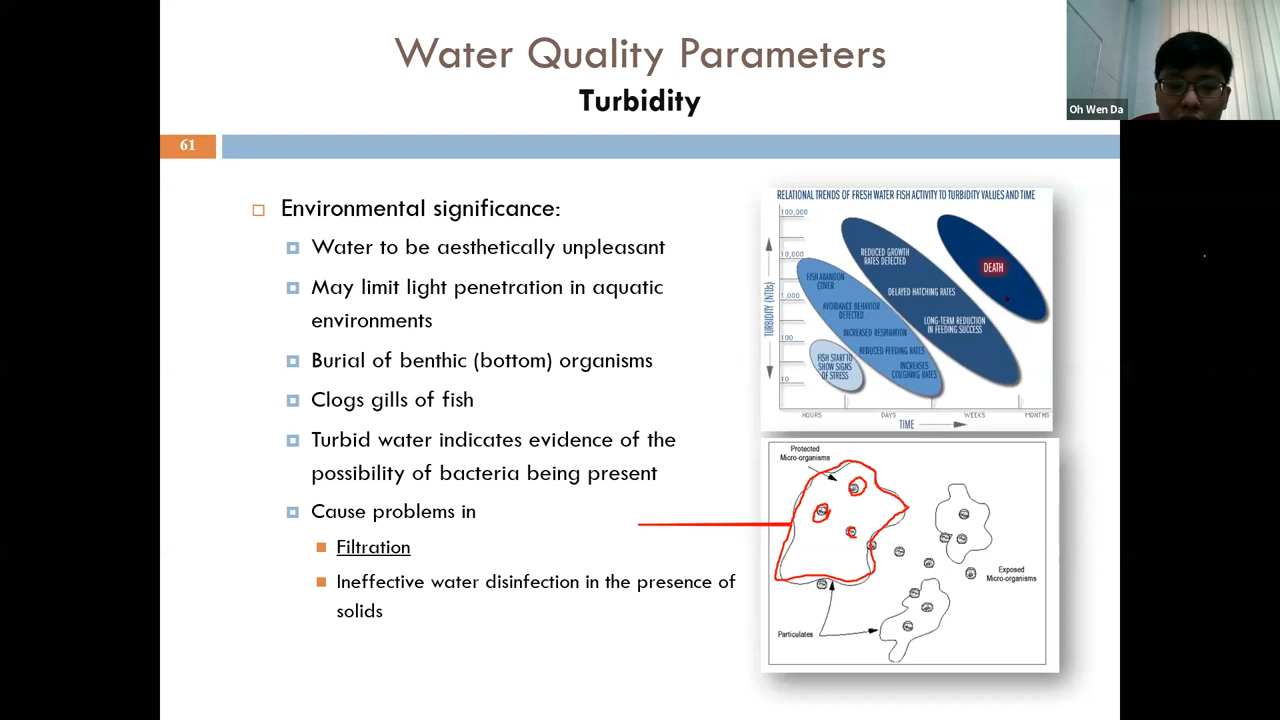 Water Quality Parameters
Turbidity
Oh Wen Da
61
Environmental significance:
Water to be aesthetically unpleasant
May limit light penetration in aquatic
environments
Burial of benthic (bottom) organisms
Clogs gills of fish
Turbid water indicates evidence of the
possibility of bacteria being present
Cause problems in
Filtration
Ineffective water disinfection in the presence of
solids
RELATIONAL TRENDS OF FRESH WATER FISH ACTIVITY TO TURBIDITY VALUES AND TIME
TURBIDITY (NTUs)
100,000
10,000
1,000
100
10
FISH START TO
SHOW SIGNS
OF STRESS
FISH ABANDON
COVER
AVOIDANCE BEHAVIOR
DETECTED
INCREASED RESPIRATION
REDUCED FEEDING RATES
INCREASES
COUGHING RATES
REDUCED GROWTH
RATES DETECTED
DELAYED HATCHING RATES
LONG-TERM REDUCTION
IN FEEDING SUCCESS
DEATH
HOURS
DAYS
WEEKS
MONTHS
TIME
Protected
Micro-organisms
Exposed
Micro-organisms
Particulates